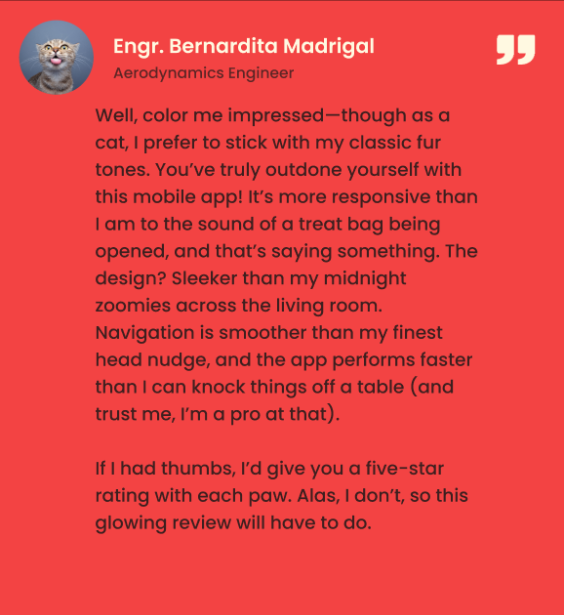 Engr. Bernardita Madrigal
Aerodynamics Engineer
Well, color me impressed—though as a
cat, I prefer to stick with my classic fur
tones. You’ve truly outdone yourself with
this mobile app! It’s more responsive than
I am to the sound of a treat bag being
opened, and that’s saying something. The
design? Sleeker than my midnight
zoomies across the living room.
Navigation is smoother than my finest
head nudge, and the app performs faster
than I can knock things off a table (and
trust me, I’m a pro at that).
If I had thumbs, I’d give you a five-star
rating with each paw. Alas, I don’t, so this
glowing review will have to do.